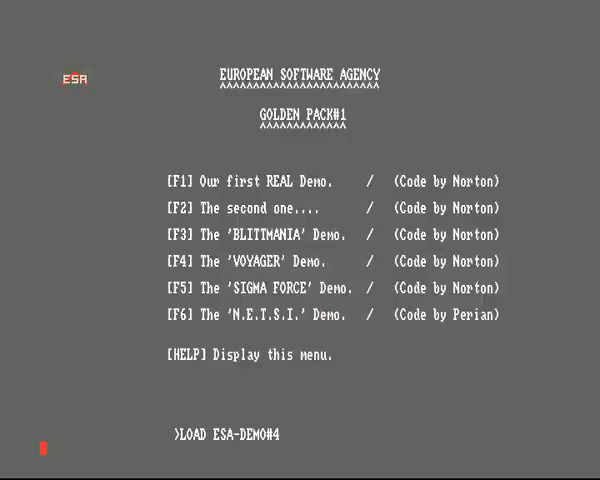 ESA
EUROPEAN SOFTWARE AGENCY
^^^^^^^^^^^^^^^^^^^^^^^^
GOLDEN PACK#1
^^^^^^^^^^^^^
[F1] Our first REAL Demo. / (Code by Norton)
[F2] The second one.... / (Code by Norton)
[F3] The 'BLITTMANIA' Demo. / (Code by Norton)
[F4] The 'VOYAGER' Demo. / (Code by Norton)
[F5] The 'SIGMA FORCE' Demo. / (Code by Norton)
[F6] The 'N.E.T.S.I.' Demo. / (Code by Perian)
[HELP] Display this menu.
>LOAD ESA-DEMO#4